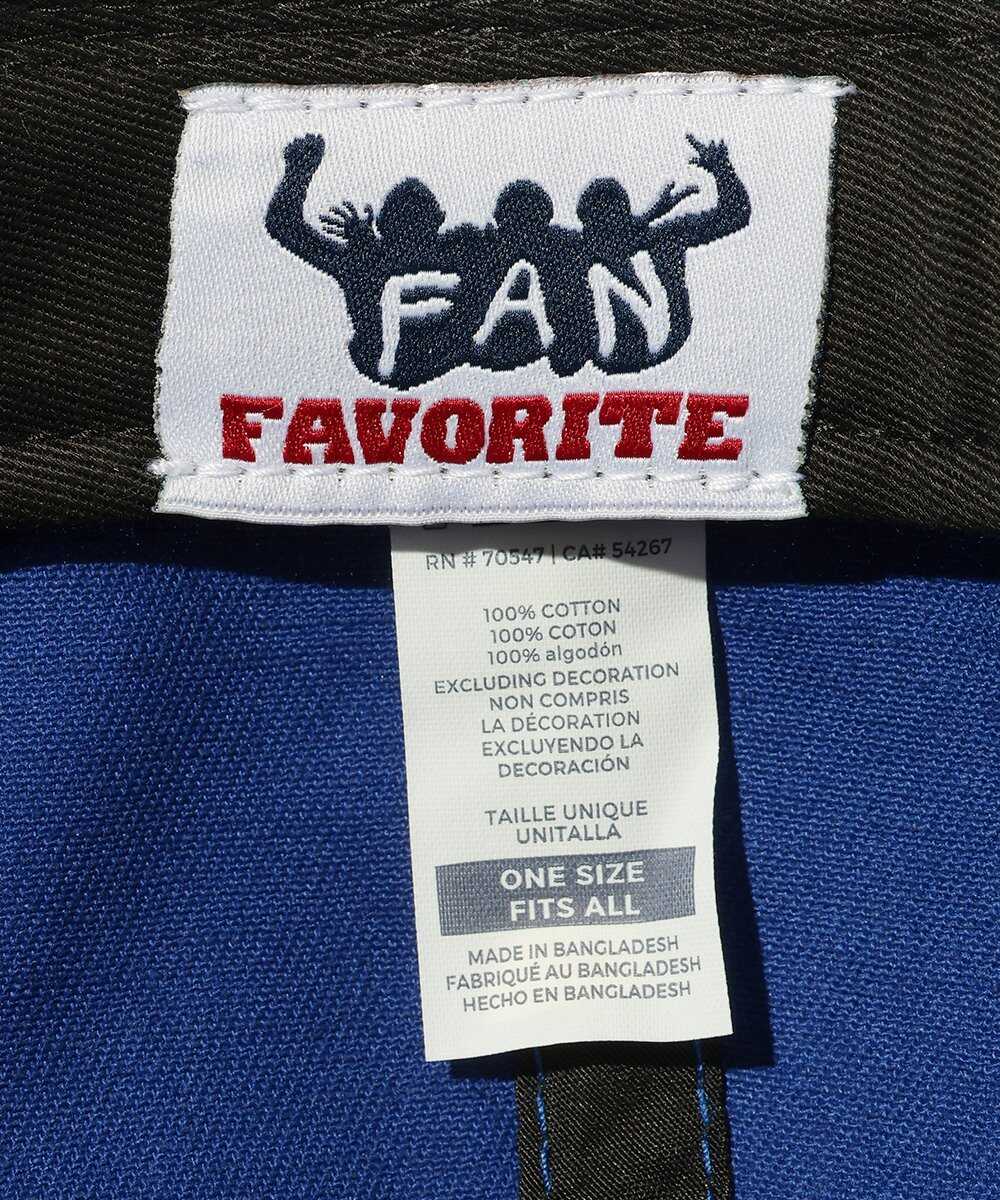 FAN
FAVORITE
RN # 70547 | CA# 54267
100% COTTON
100% COTON
100% algodón
EXCLUDING DECORATION
NON COMPRIS
LA DÉCORATION
EXCLUYENDO LA
DECORACIÓN
TAILLE UNIQUE
UNITALLA
ONE SIZE
FITS ALL
MADE IN BANGLADESH
FABRIQUÉ AU BANGLADESH
HECHO EN BANGLADESH